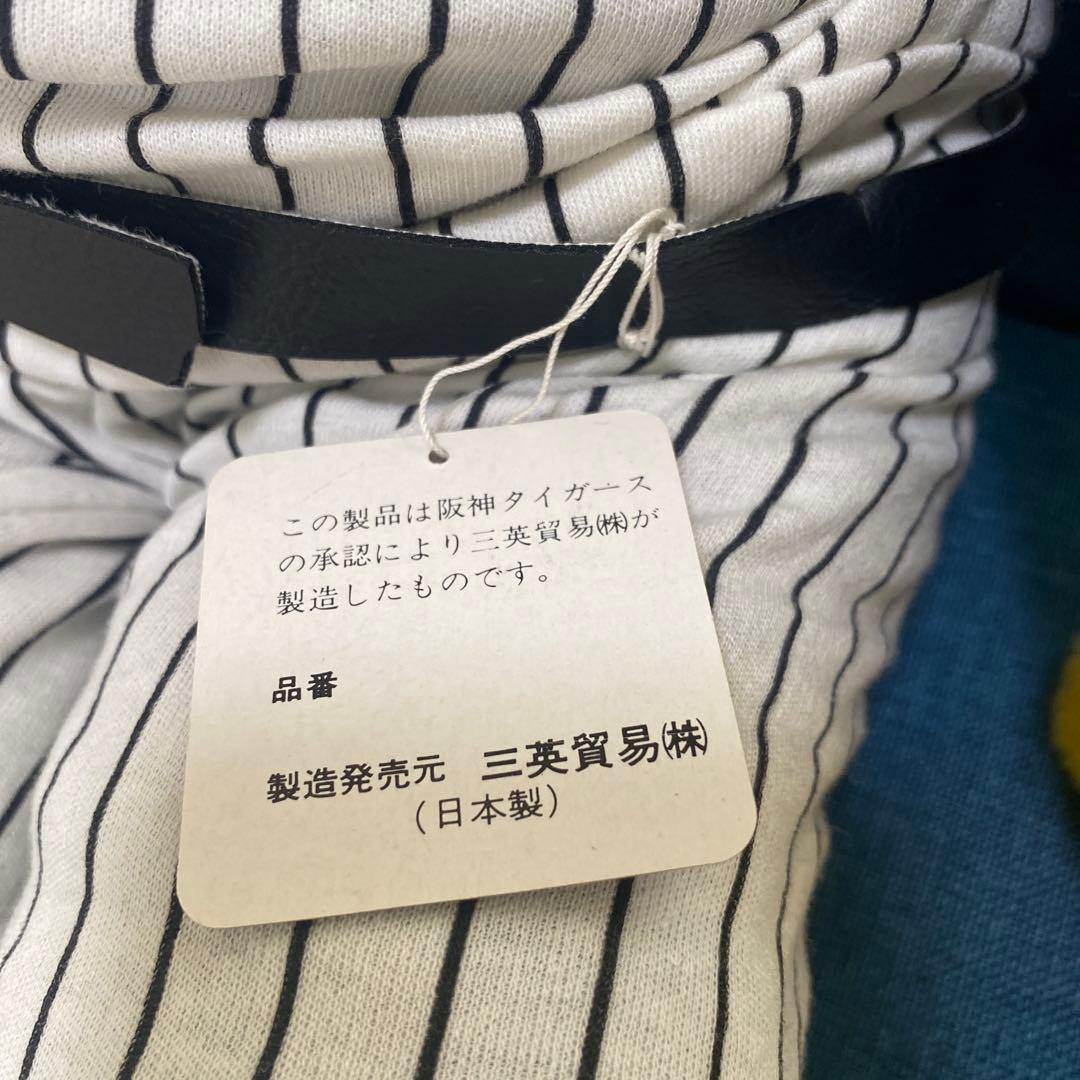 この製品は阪神タイガース
の承認により三英貿易㈱が
製造したものです。
品番
製造発売元 三英貿易㈱
（日本製）